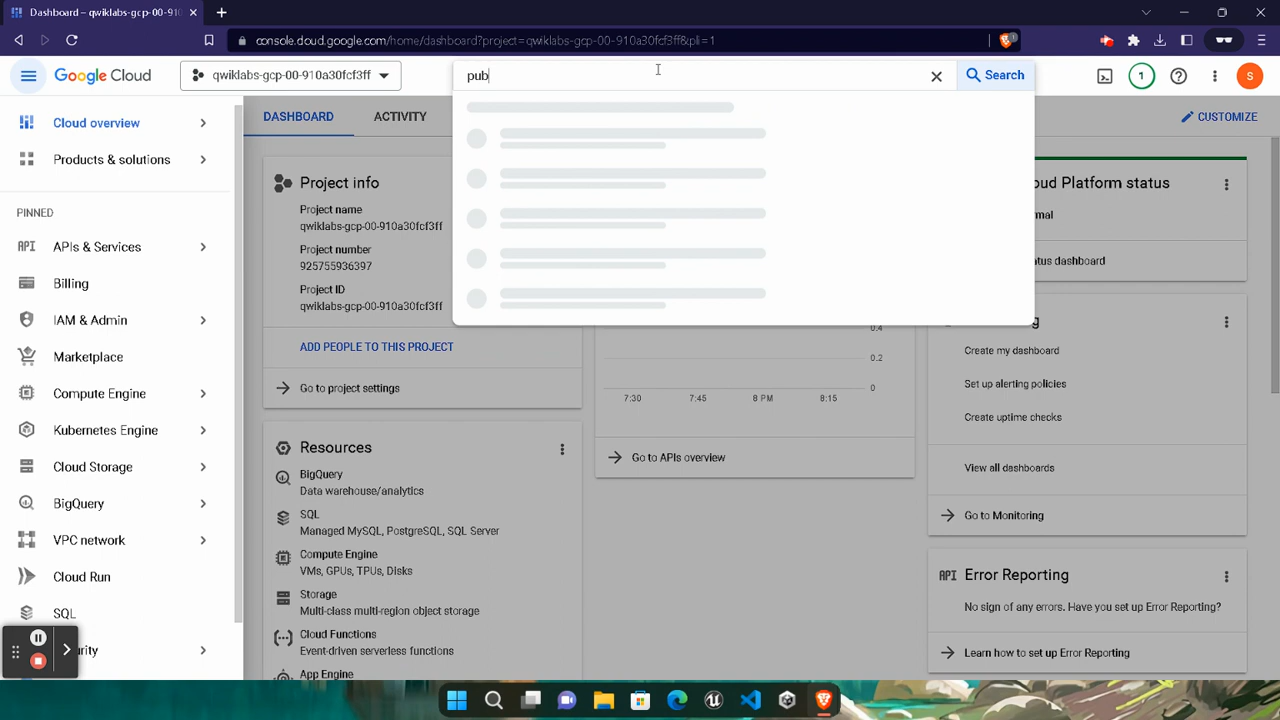 Dashboard – qwiklabs-gcp-00-91
console.cloud.google.com/home/dashboard?project=qwiklabs-gcp-00-910a30fcf3ff&pli=1
1
Google Cloud
qwiklabs-gcp-00-910a30fcf3ff
pub
Search
1
S
Cloud overview
Products & solutions
PINNED
API APIs & Services
Billing
IAM & Admin
Marketplace
Compute Engine
Kubernetes Engine
Cloud Storage
BigQuery
VPC network
Cloud Run
SQL
DASHBOARD
ACTIVITY
CUSTOMIZE
Project info
Project name
qwiklabs-gcp-00-910a30fcf3ff
Project number
925755936397
Project ID
qwiklabs-gcp-00-910a30fcf3ff
ADD PEOPLE TO THIS PROJECT
Go to project settings
Resources
BigQuery
Data warehouse/analytics
SQL
Managed MySQL, PostgreSQL, SQL Server
Compute Engine
VMs, GPUs, TPUs, Disks
Storage
Multi-class multi-region object storage
Cloud Functions
Event-driven serverless functions
App Engine
0.4
0.2
0
7:30
7:45
8 PM
8:15
Go to APIs overview
oud Platform status
rmal
atus dashboard
g
Create my dashboard
Set up alerting policies
Create uptime checks
View all dashboards
Go to Monitoring
API Error Reporting
No sign of any errors. Have you set up Error Reporting?
Learn how to set up Error Reporting